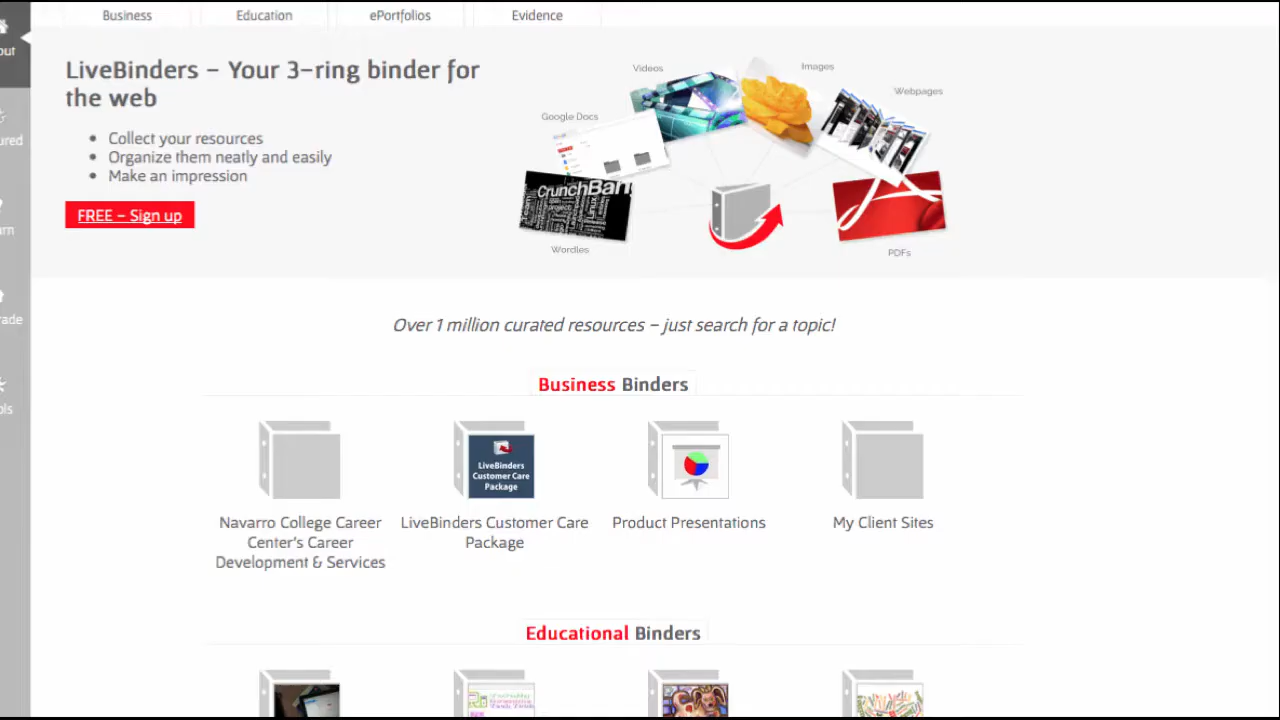 Business
Education
ePortfolios
Evidence
out
LiveBinders – Your 3-ring binder for
the web
Collect your resources
Organize them neatly and easily
Make an impression
FREE – Sign up
Videos
Images
Webpages
Google Docs
CrunchBan
Wordles
PDFs
ured
rn
rade
ols
Over 1 million curated resources – just search for a topic!
Business Binders
LiveBinders
Customer Care
Package
Navarro College Career
Center's Career
Development & Services
LiveBinders Customer Care
Package
Product Presentations
My Client Sites
Educational Binders